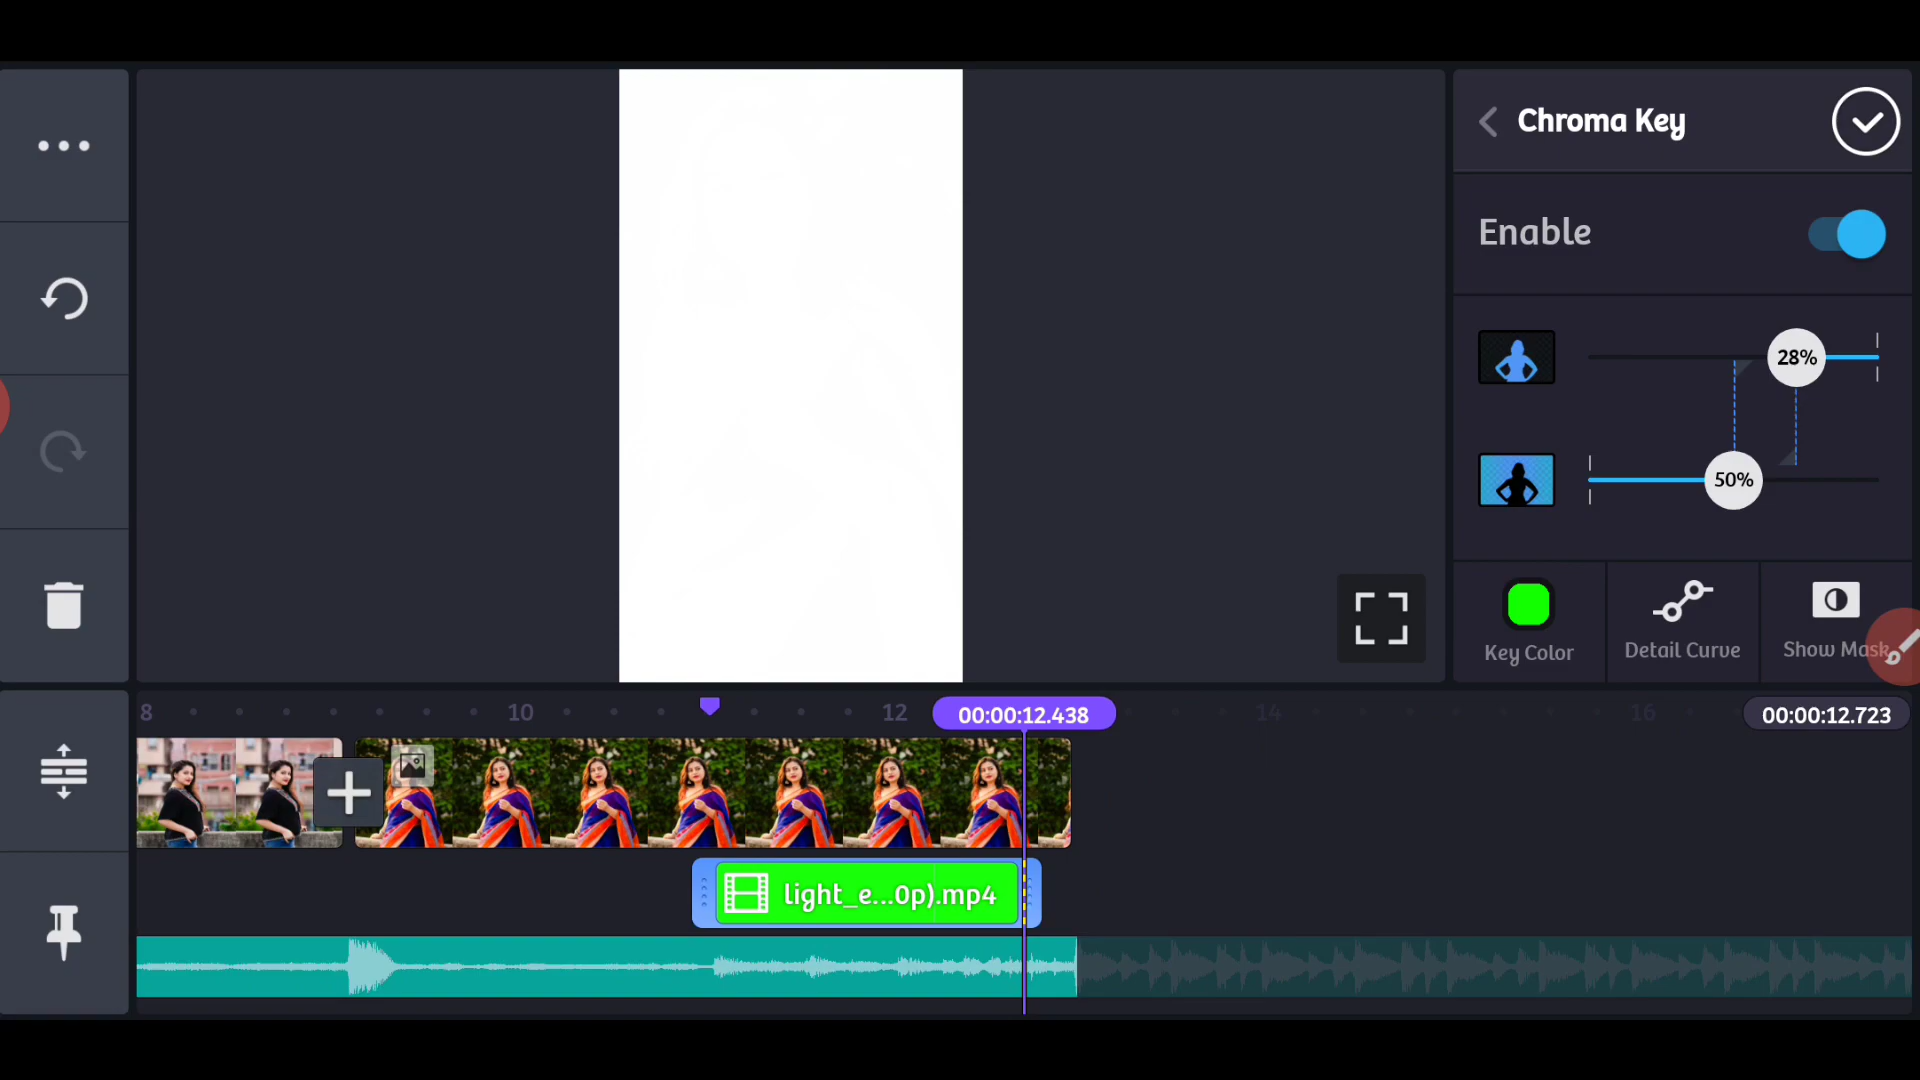 Chroma Key
Enable
28%
50%
Key Color
Detail Curve
Show Mask
8
10
12
00:00:12.438
14
16
00:00:12.723
light_e...0p).mp4